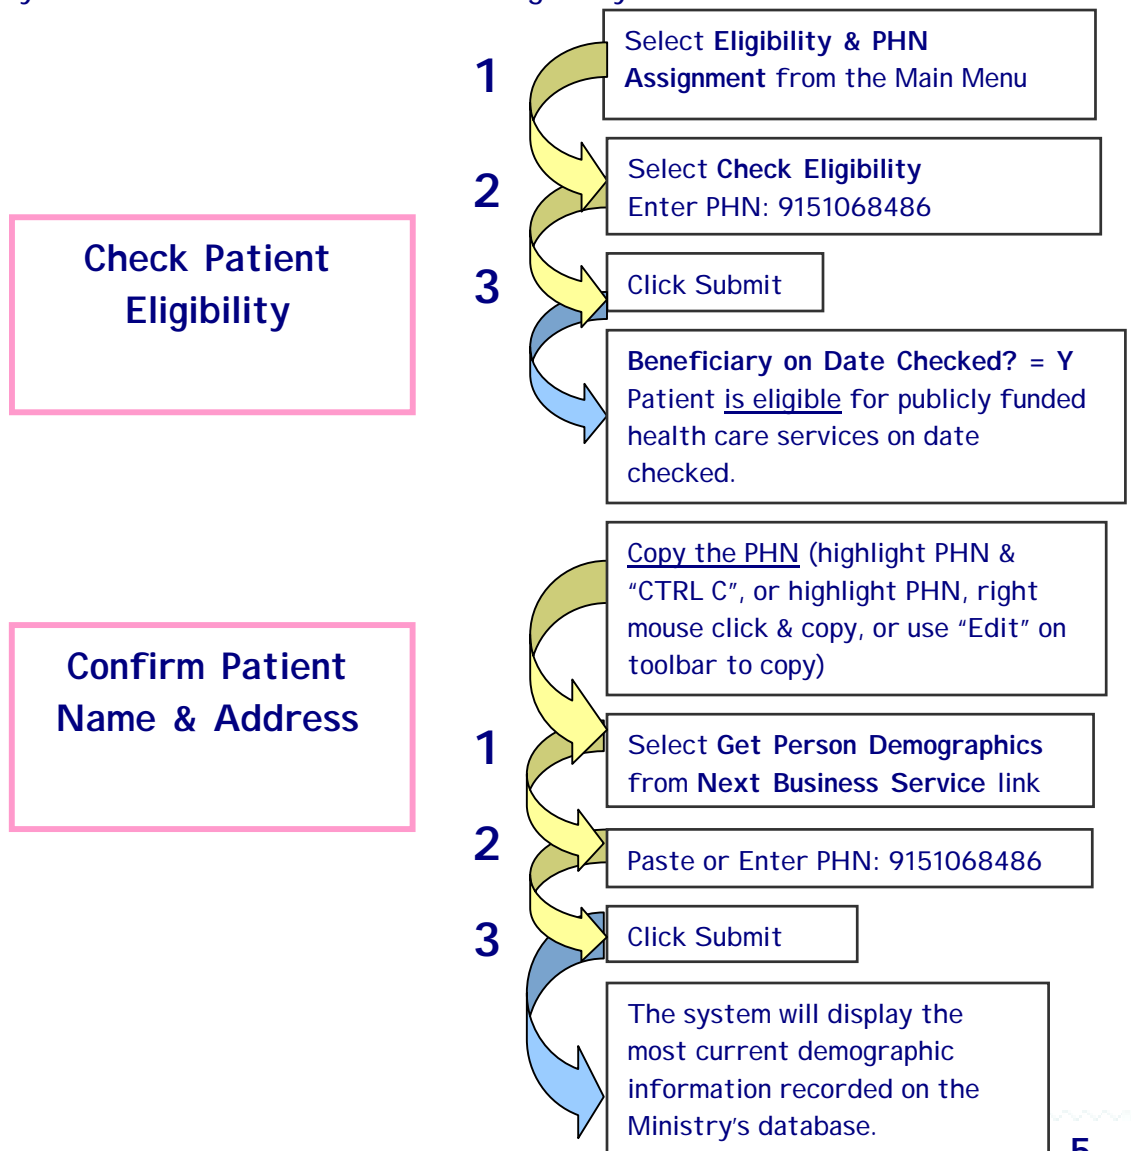 1
Select Eligibility & PHN
Assignment from the Main Menu
2
Select Check Eligibility
Enter PHN: 9151068486
Check Patient
Eligibility
3
Click Submit
Beneficiary on Date Checked? = Y
Patient is eligible for publicly funded
health care services on date
checked.
Copy the PHN (highlight PHN &
“CTRL C”, or highlight PHN, right
mouse click & copy, or use “Edit” on
toolbar to copy)
Confirm Patient
Name & Address
1
Select Get Person Demographics
from Next Business Service link
2
Paste or Enter PHN: 9151068486
3
Click Submit
The system will display the
most current demographic
information recorded on the
Ministry’s database.
5